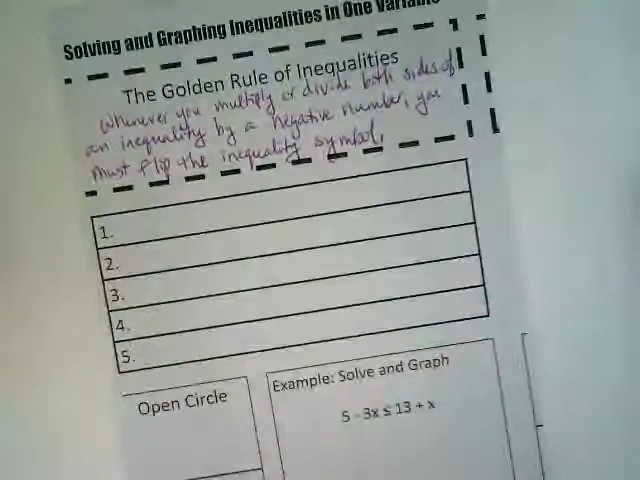 Solving and Graphing Inequalities in One Variable
The Golden Rule of Inequalities
Whenever you multiply or divide both sides of
an inequality by a negative number, you
must flip the inequality symbol.
1.
2.
3.
4.
5.
Open Circle
Example: Solve and Graph
5 - 3x ≤ 13 + x